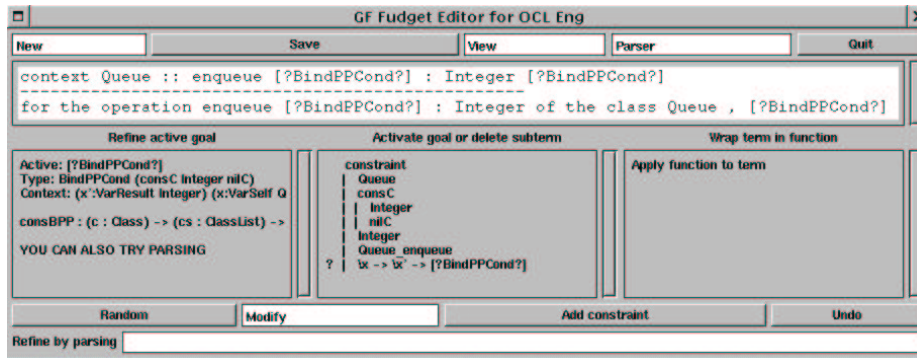 GF Fudget Editor for OCL Eng
New Save View Parser Quit
context Queue :: enqueue [?BindPPCond?] : Integer [?BindPPCond?]
for the operation enqueue [?BindPPCond?] : Integer of the class Queue , [?BindPPCond?]
Refine active goal
Active: [?BindPPCond?]
Type: BindPPCond (consC Integer nilC)
Context: (x':VarResult Integer) (x:VarSelf Q
consBPP : (c : Class) -> (cs : ClassList) ->
YOU CAN ALSO TRY PARSING
Activate goal or delete subterm
constraint
| Queue
| consC
| | Integer
| | nilC
| Integer
| Queue_enqueue
? | \x -> \x' -> [?BindPPCond?]
Wrap term in function
Apply function to term
Random Modify Add constraint Undo
Refine by parsing